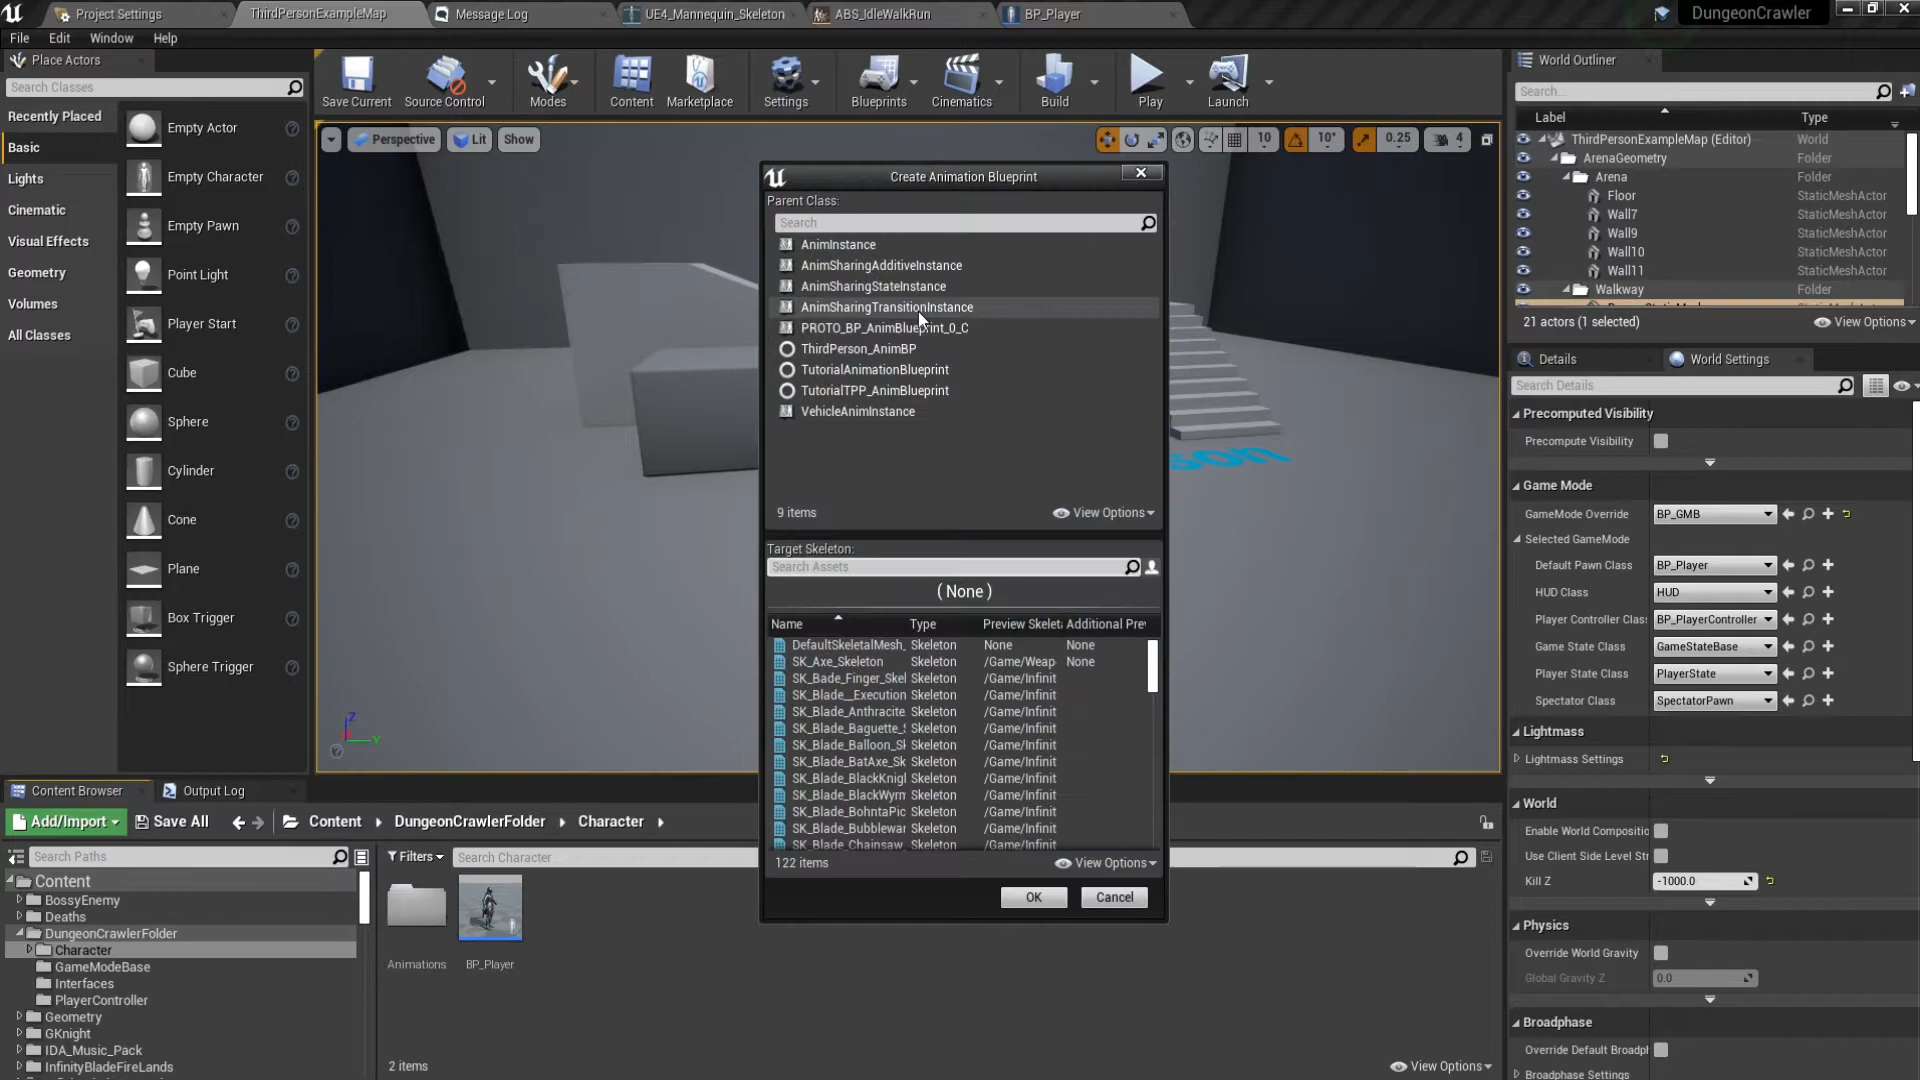 Project Settings
ThirdPersonExampleMap
Message Log
UE4_Mannequin_Skeleton
ABS_IdleWalkRun
BP_Player
DungeonCrawler
File Edit Window Help
Place Actors
Search Classes
Recently Placed
Basic
Lights
Cinematic
Visual Effects
Geometry
Volumes
All Classes
Empty Actor
Empty Character
Empty Pawn
Point Light
Player Start
Cube
Sphere
Cylinder
Cone
Plane
Box Trigger
Sphere Trigger
Save Current
Source Control
Modes
Content
Marketplace
Settings
Blueprints
Cinematics
Build
Play
Launch
Perspective
Lit
Show
10
10°
0.25
4
Create Animation Blueprint
Parent Class:
Search
AnimInstance
AnimSharingAdditiveInstance
AnimSharingStateInstance
AnimSharingTransitionInstance
PROTO_BP_AnimBlueprint_0_C
ThirdPerson_AnimBP
TutorialAnimationBlueprint
TutorialTPP_AnimBlueprint
VehicleAnimInstance
9 items
View Options
Target Skeleton:
Search Assets
( None )
Name Type Preview Skelet Additional Prev
DefaultSkeletalMesh_ Skeleton None None
SK_Axe_Skeleton Skeleton /Game/Weap None
SK_Bade_Finger_Skel Skeleton /Game/Infinit
SK_Blade__Execution Skeleton /Game/Infinit
SK_Blade_Anthracite. Skeleton /Game/Infinit
SK_Blade_Baguette_S Skeleton /Game/Infinit
SK_Blade_Balloon_Sk Skeleton /Game/Infinit
SK_Blade_BatAxe_Sk Skeleton /Game/Infinit
SK_Blade_BlackKnigl Skeleton /Game/Infinit
SK_Blade_BlackWyrn Skeleton /Game/Infinit
SK_Blade_BohntaPic Skeleton /Game/Infinit
SK_Blade_Bubblewar Skeleton /Game/Infinit
SK_Blade_Chainsaw_ Skeleton /Game/Infinit
122 items
View Options
OK
Cancel
son
World Outliner
Search...
Label Type
ThirdPersonExampleMap (Editor) World
ArenaGeometry Folder
Arena Folder
Floor StaticMeshActor
Wall7 StaticMeshActor
Wall9 StaticMeshActor
Wall10 StaticMeshActor
Wall11 StaticMeshActor
Walkway Folder
21 actors (1 selected)
View Options
Details
World Settings
Search Details
Precomputed Visibility
Precompute Visibility
Game Mode
GameMode Override BP_GMB
Selected GameMode
Default Pawn Class BP_Player
HUD Class HUD
Player Controller Clas: BP_PlayerController
Game State Class GameStateBase
Player State Class PlayerState
Spectator Class SpectatorPawn
Lightmass
Lightmass Settings
World
Enable World Compositio
Use Client Side Level Str
Kill Z -1000.0
Physics
Override World Gravity
Global Gravity Z 0.0
Broadphase
Override Default Broadph
Broadphase Settings
Content Browser
Output Log
Add/Import
Save All
Content
DungeonCrawlerFolder
Character
Search Paths
Content
BossyEnemy
Deaths
DungeonCrawlerFolder
Character
GameModeBase
Interfaces
PlayerController
Geometry
GKnight
IDA_Music_Pack
InfinityBladeFireLands
Filters
Search Character
Animations
BP_Player
2 items
View Options